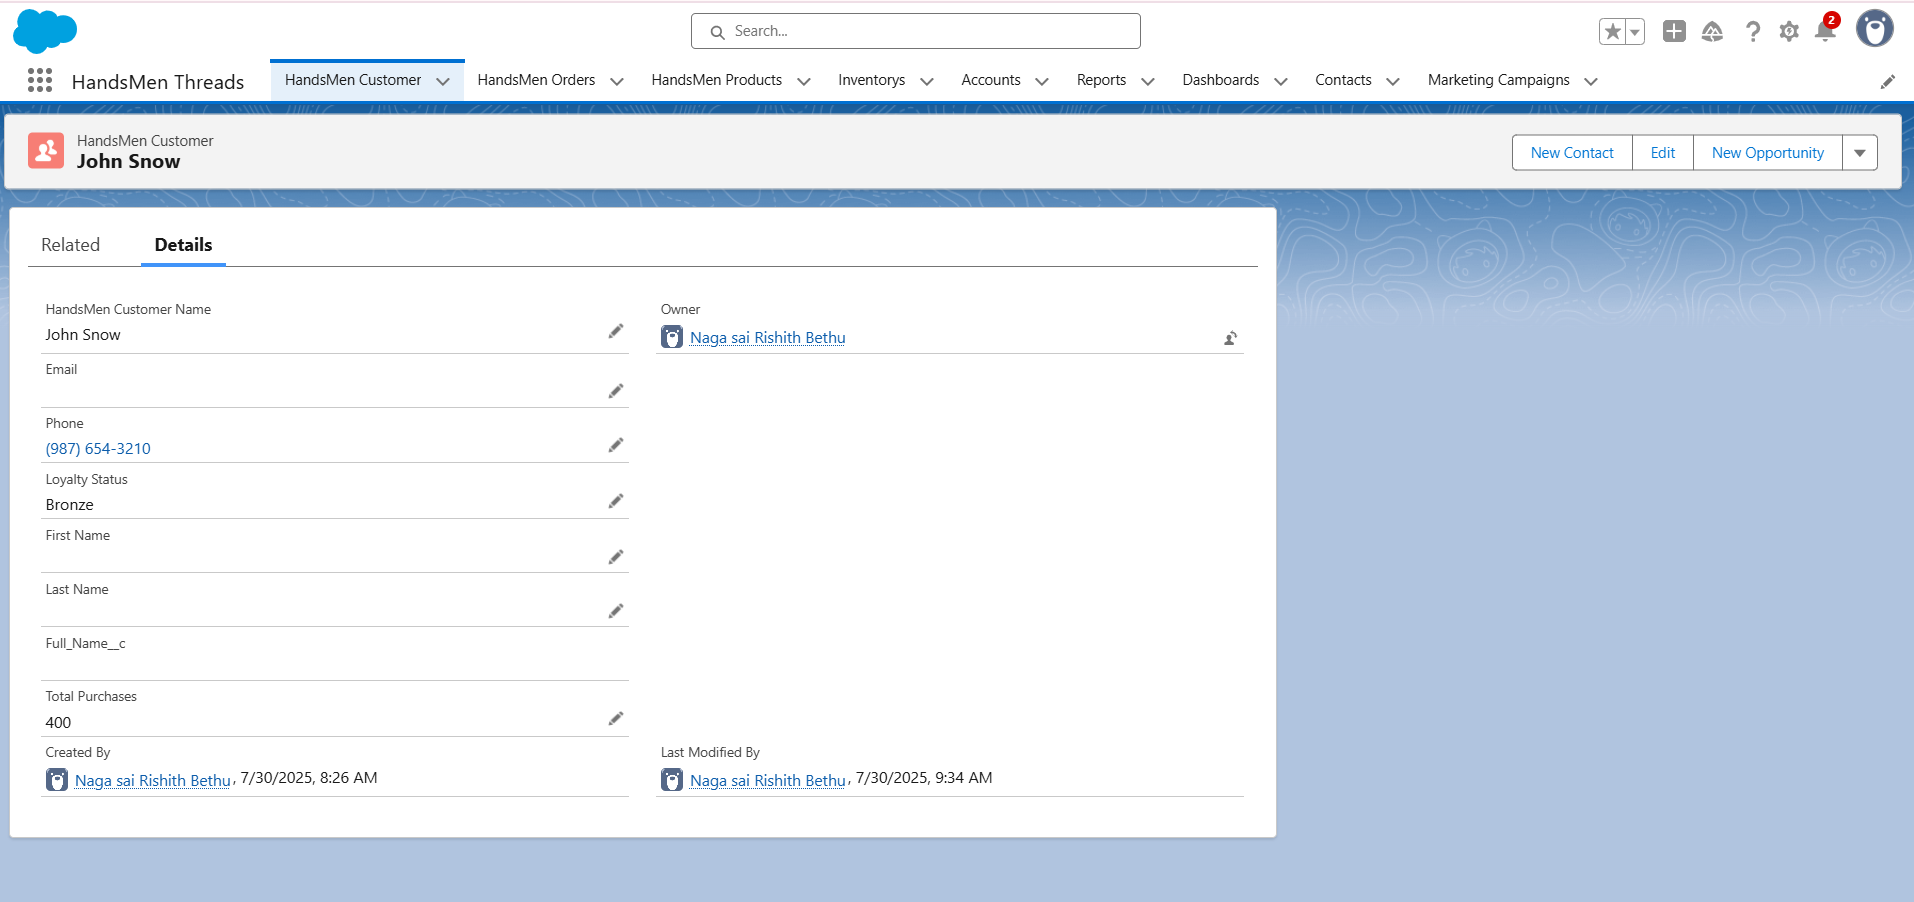 Search...
2
HandsMen Threads
HandsMen Customer
HandsMen Orders
HandsMen Products
Inventorys
Accounts
Reports
Dashboards
Contacts
Marketing Campaigns
HandsMen Customer
John Snow
New Contact
Edit
New Opportunity
Related
Details
HandsMen Customer Name
John Snow
Owner
Naga sai Rishith Bethu
Email
Phone
(987) 654-3210
Loyalty Status
Bronze
First Name
Last Name
Full_Name__c
Total Purchases
400
Created By
Naga sai Rishith Bethu, 7/30/2025, 8:26 AM
Last Modified By
Naga sai Rishith Bethu, 7/30/2025, 9:34 AM